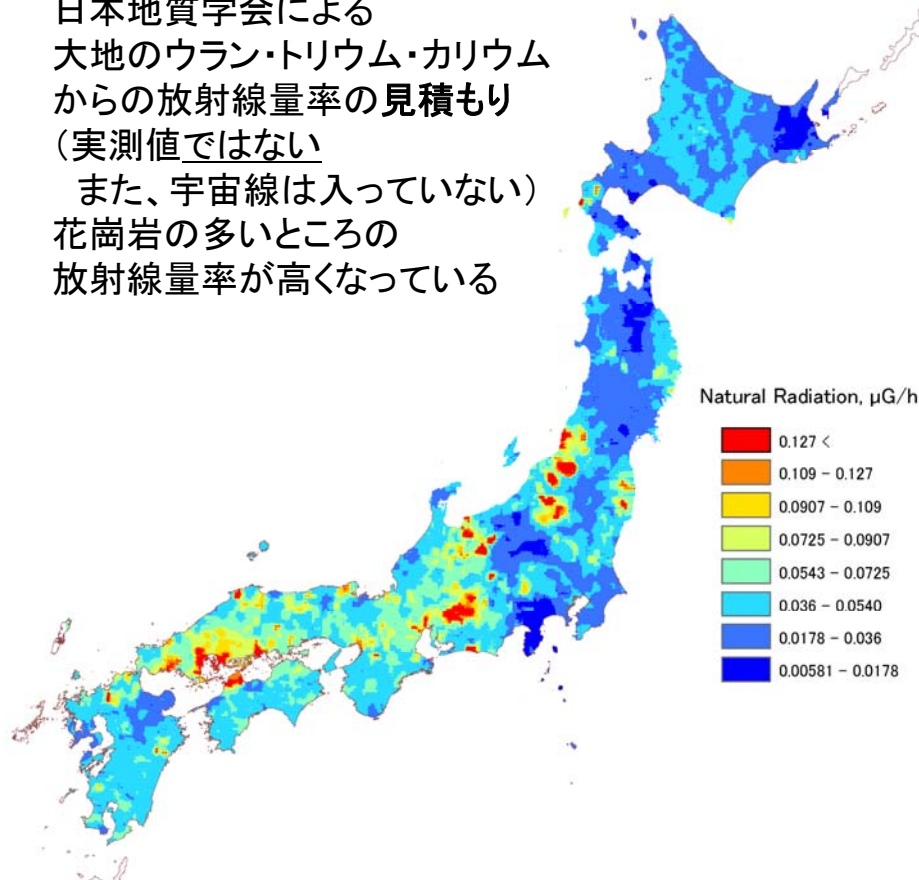 日本地質学会による
大地のウラン・トリウム・カリウム
からの放射線量率の見積もり
（実測値ではない
また、宇宙線は入っていない）
花崗岩の多いところの
放射線量率が高くなっている
Natural Radiation, μG/h
0.127 <
0.109 - 0.127
0.0907 - 0.109
0.0725 - 0.0907
0.0543 - 0.0725
0.036 - 0.0540
0.0178 - 0.036
0.00581 - 0.0178